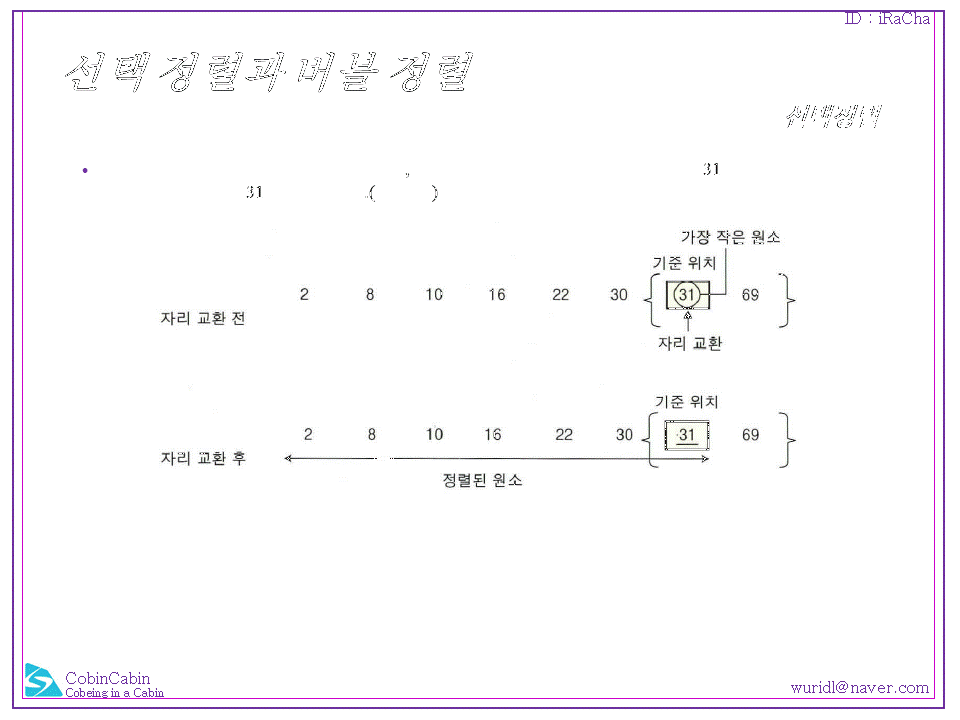 ID : iRaCha
선택 정렬과 버블 정렬
선택정렬
• , 31
31 .( )
가장 작은 원소
기준 위치
2 8 10 16 22 30 { 31 69 }
자리 교환 전
자리 교환
기준 위치
2 8 10 16 22 30 { 31 69 }
자리 교환 후
정렬된 원소
CobinCabin
Cobeing in a Cabin
wuridl@naver.com